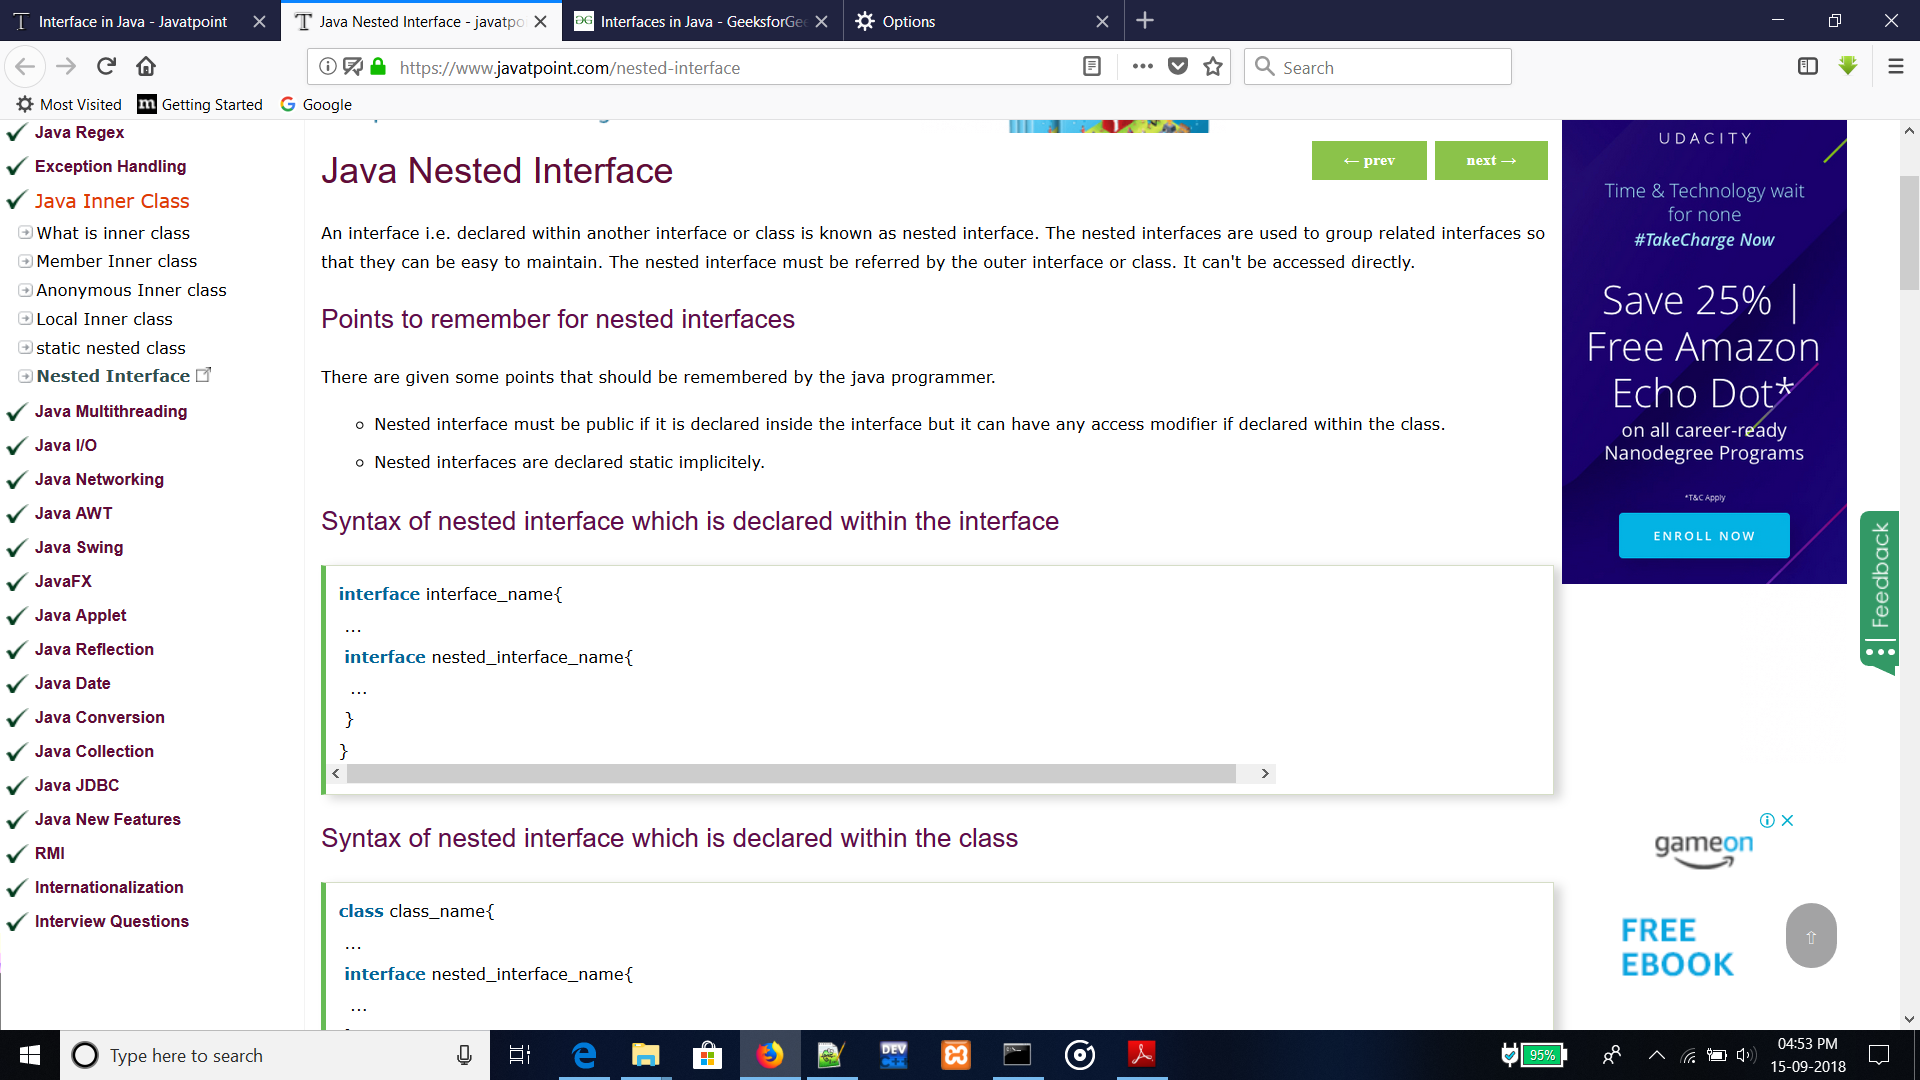 Interface in Java - Javatpoint
Java Nested Interface - javatpo
Interfaces in Java - GeeksforGe
Options
https://www.javatpoint.com/nested-interface
Search
Most Visited
Getting Started
Google
Java Regex
Exception Handling
Java Inner Class
What is inner class
Member Inner class
Anonymous Inner class
Local Inner class
static nested class
Nested Interface
Java Multithreading
Java I/O
Java Networking
Java AWT
Java Swing
JavaFX
Java Applet
Java Reflection
Java Date
Java Conversion
Java Collection
Java JDBC
Java New Features
RMI
Internationalization
Interview Questions
← prev
next →
Java Nested Interface
An interface i.e. declared within another interface or class is known as nested interface. The nested interfaces are used to group related interfaces so
that they can be easy to maintain. The nested interface must be referred by the outer interface or class. It can't be accessed directly.
Points to remember for nested interfaces
There are given some points that should be remembered by the java programmer.
Nested interface must be public if it is declared inside the interface but it can have any access modifier if declared within the class.
Nested interfaces are declared static implicitely.
Syntax of nested interface which is declared within the interface
interface interface_name{
...
interface nested_interface_name{
...
}
}
Syntax of nested interface which is declared within the class
class class_name{
...
interface nested_interface_name{
...
UDACITY
Time & Technology wait
for none
#TakeCharge Now
Save 25% |
Free Amazon
Echo Dot*
on all career-ready
Nanodegree Programs
*T&C Apply
ENROLL NOW
Feedback
gameon
FREE
EBOOK
Type here to search
DEV
95%
04:53 PM
15-09-2018